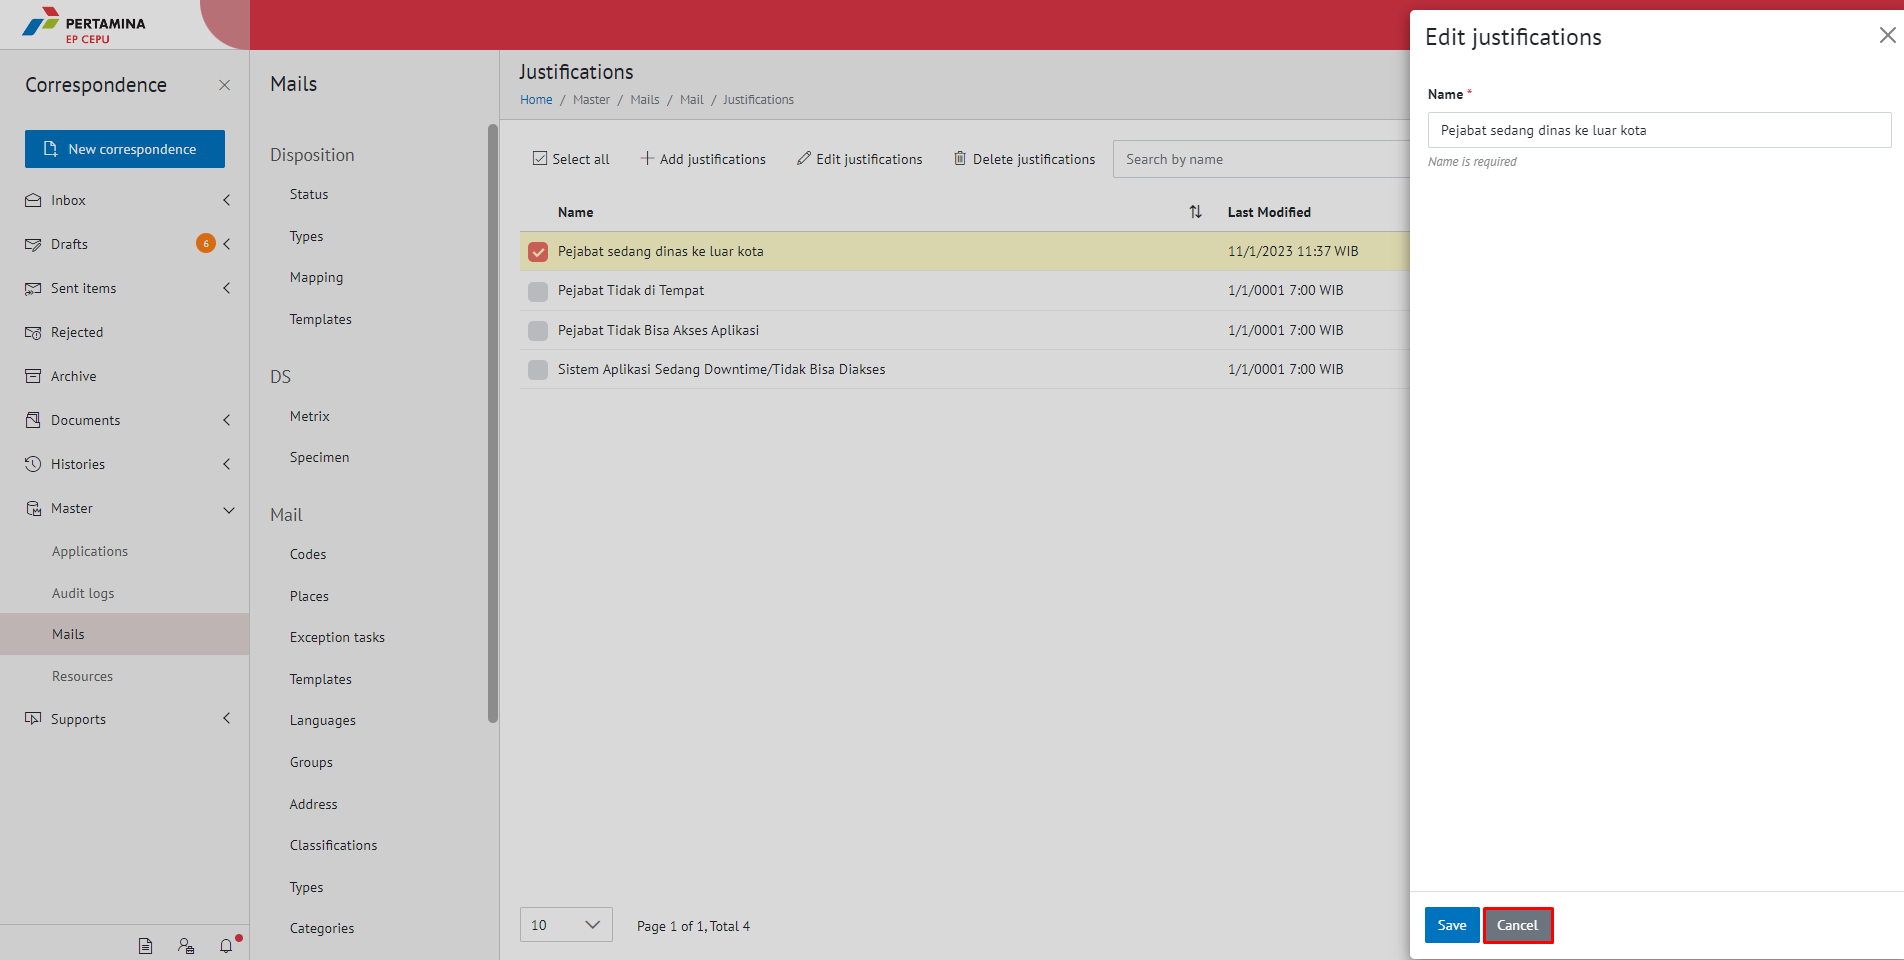 PERTAMINA
EP CEPU
Correspondence
New correspondence
Inbox
Drafts
6
Sent items
Rejected
Archive
Documents
Histories
Master
Applications
Audit logs
Mails
Resources
Supports
Mails
Disposition
Status
Types
Mapping
Templates
DS
Metrix
Specimen
Mail
Codes
Places
Exception tasks
Templates
Languages
Groups
Address
Classifications
Types
Categories
Justifications
Home / Master / Mails / Mail / Justifications
Select all Add justifications Edit justifications Delete justifications Search by name
Name Last Modified
Pejabat sedang dinas ke luar kota 11/1/2023 11:37 WIB
Pejabat Tidak di Tempat 1/1/0001 7:00 WIB
Pejabat Tidak Bisa Akses Aplikasi 1/1/0001 7:00 WIB
Sistem Aplikasi Sedang Downtime/Tidak Bisa Diakses 1/1/0001 7:00 WIB
10 Page 1 of 1, Total 4
Edit justifications
Name *
Pejabat sedang dinas ke luar kota
Name is required
Save Cancel